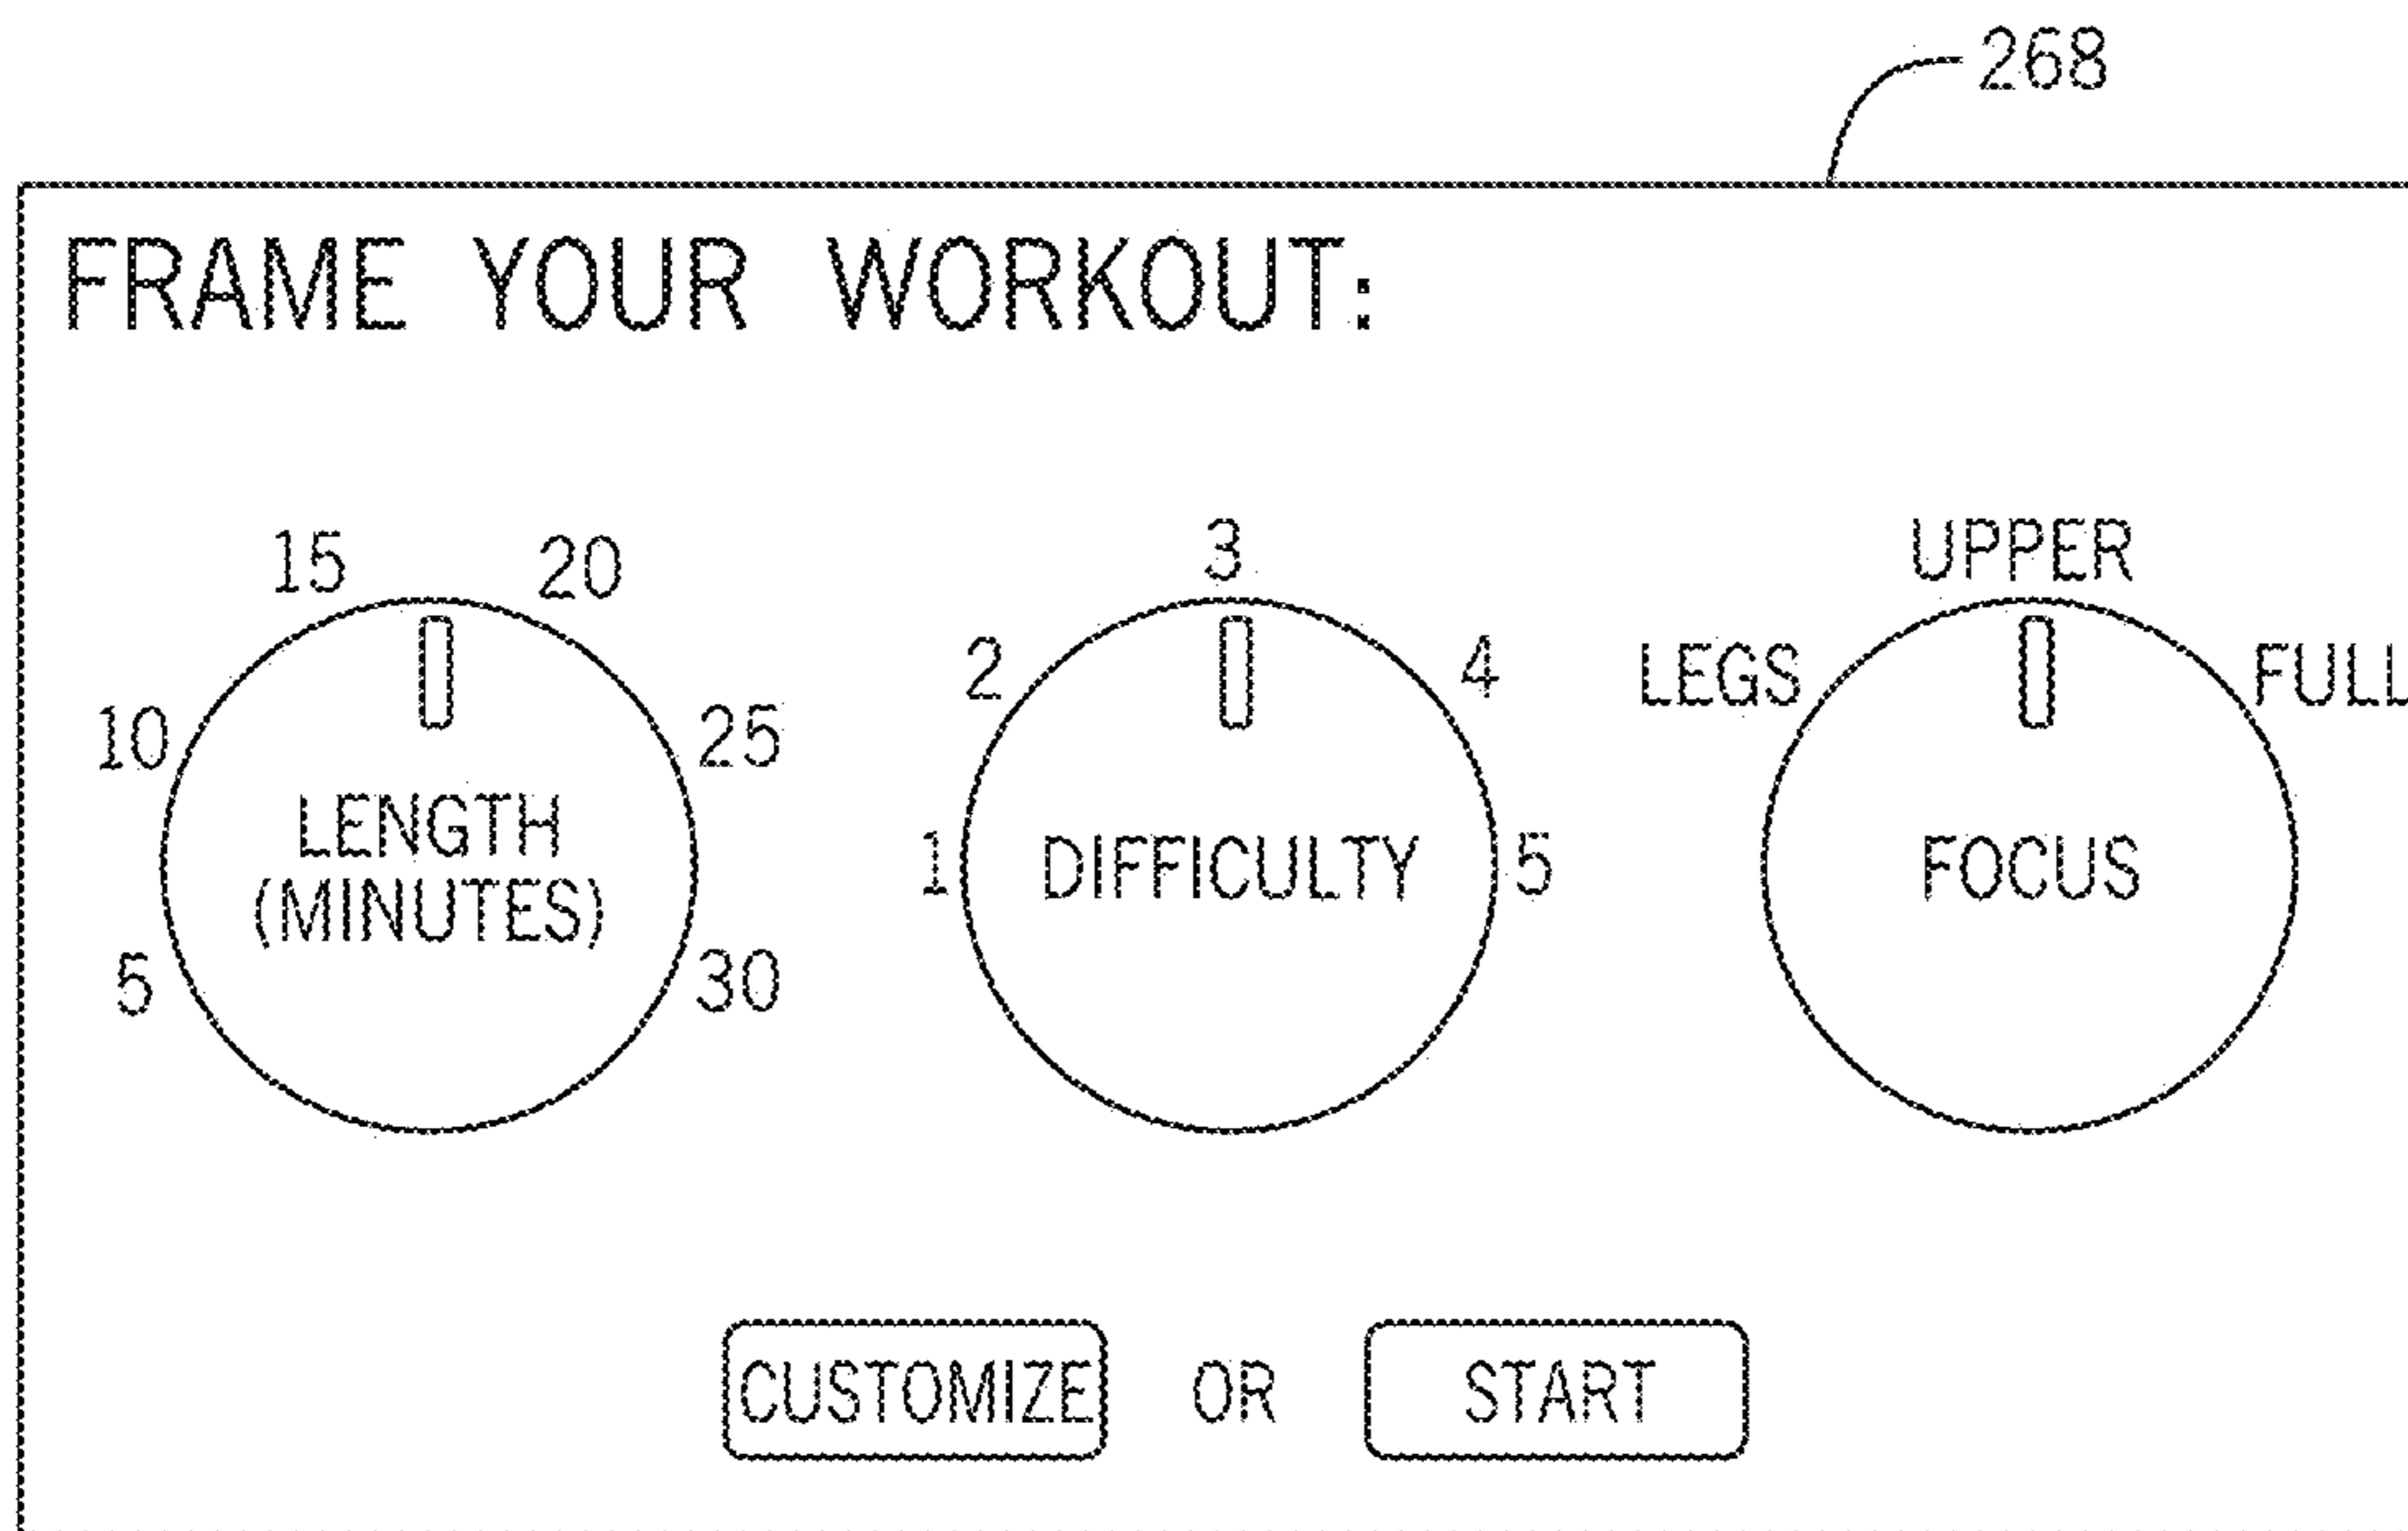 268
FRAME YOUR WORKOUT:
15 20
10 25
5 30
LENGTH
(MINUTES)
3
2 4
1 5
DIFFICULTY
UPPER
LEGS FULL
FOCUS
CUSTOMIZE OR START